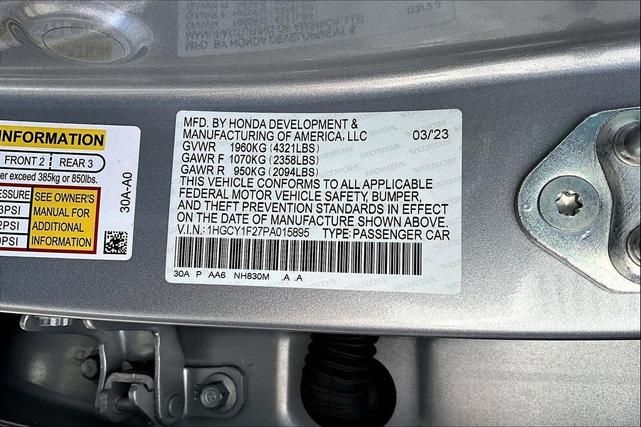 INFORMATION
FRONT 2 REAR 3
er exceed 385kg or 850lbs.
SEE OWNER'S
MANUAL FOR
ADDITIONAL
INFORMATION
30A-A0
MFD. BY HONDA DEVELOPMENT &
MANUFACTURING OF AMERICA, LLC 03/23
GVWR 1960KG (4321LBS)
GAWR F 1070KG (2358LBS)
GAWR R 950KG (2094LBS)
THIS VEHICLE CONFORMS TO ALL APPLICABLE
FEDERAL MOTOR VEHICLE SAFETY, BUMPER,
AND THEFT PREVENTION STANDARDS IN EFFECT
ON THE DATE OF MANUFACTURE SHOWN ABOVE.
V.I.N.: 1HGCY1F27PA015895 TYPE: PASSENGER CAR
30A P AA6 NH830M .A .A